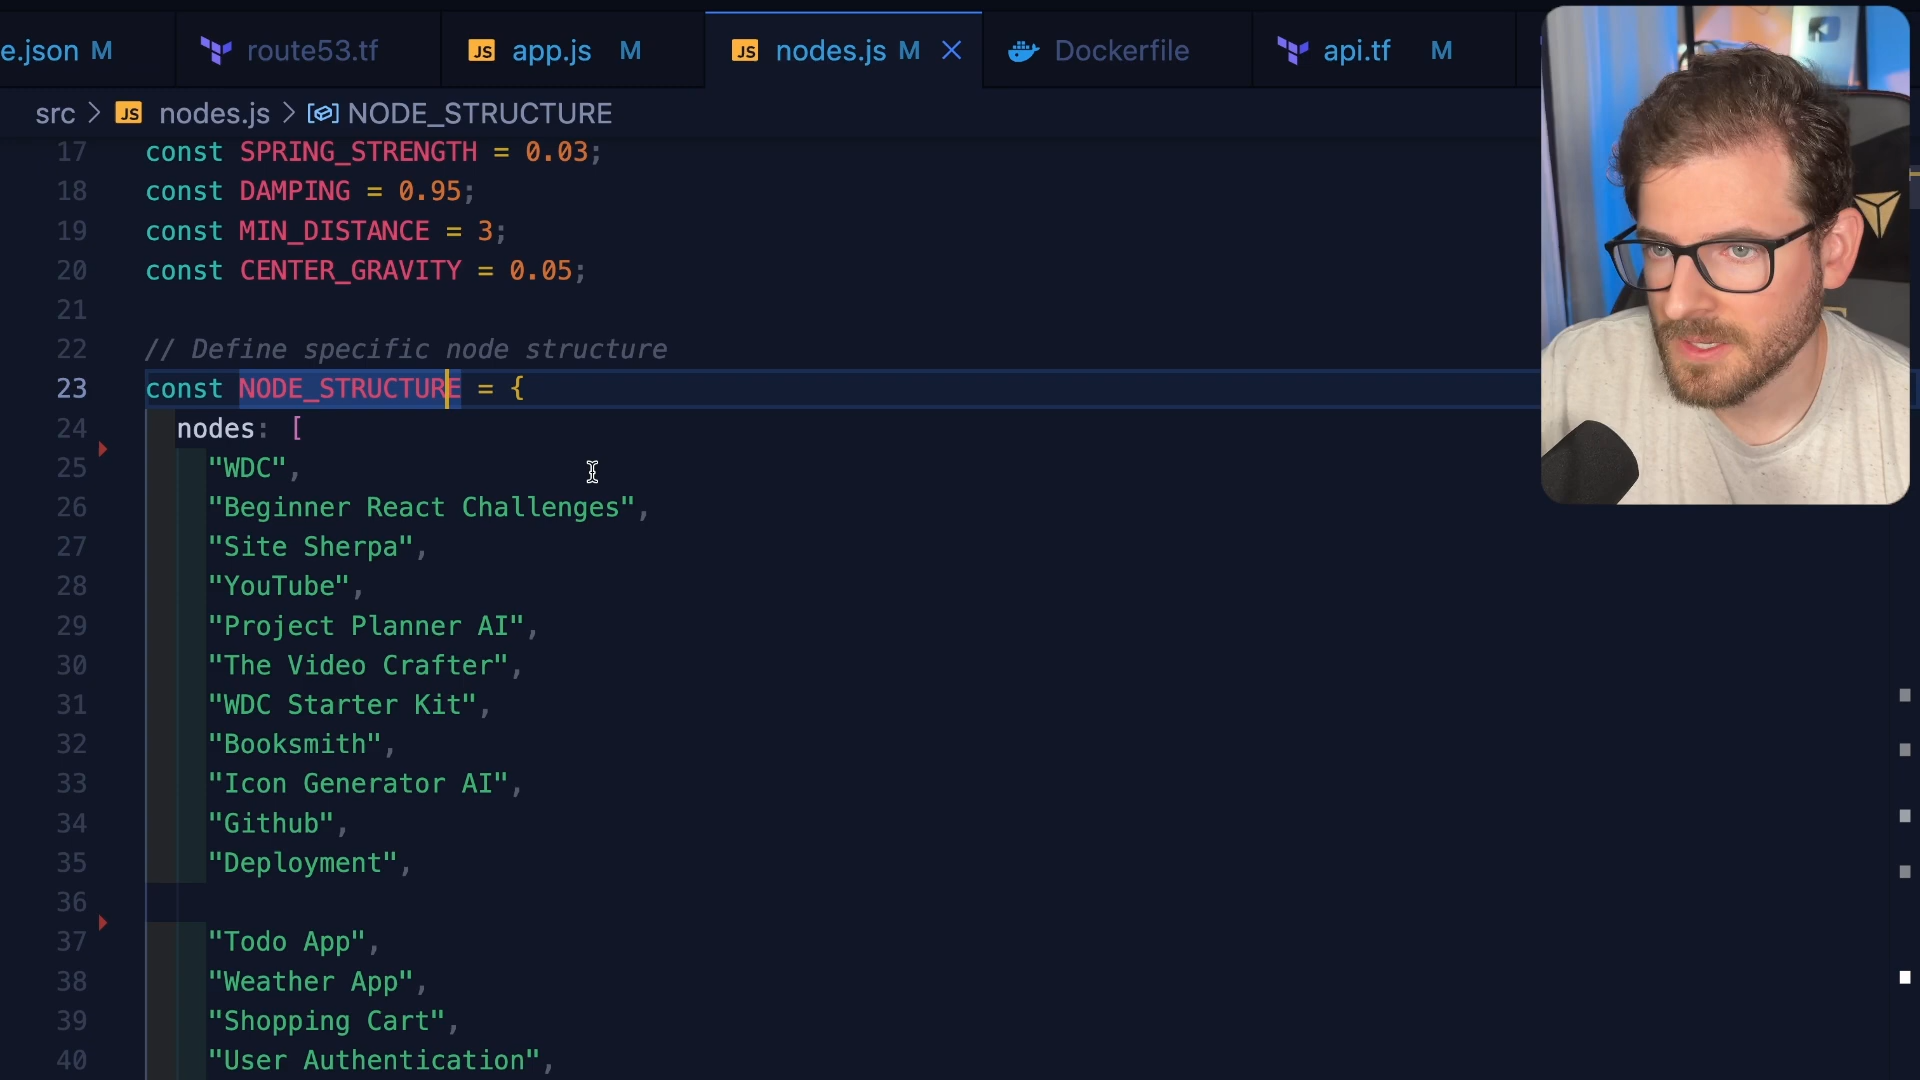 e.json M
route53.tf
JS app.js M
JS nodes.js M
Dockerfile
api.tf M
src > JS nodes.js > NODE_STRUCTURE
17 const SPRING_STRENGTH = 0.03;
18 const DAMPING = 0.95;
19 const MIN_DISTANCE = 3;
20 const CENTER_GRAVITY = 0.05;
21
22 // Define specific node structure
23 const NODE_STRUCTURE = {
24 nodes: [
25 "WDC",
26 "Beginner React Challenges",
27 "Site Sherpa",
28 "YouTube",
29 "Project Planner AI",
30 "The Video Crafter",
31 "WDC Starter Kit",
32 "Booksmith",
33 "Icon Generator AI",
34 "Github",
35 "Deployment",
36
37 "Todo App",
38 "Weather App",
39 "Shopping Cart",
40 "User Authentication",